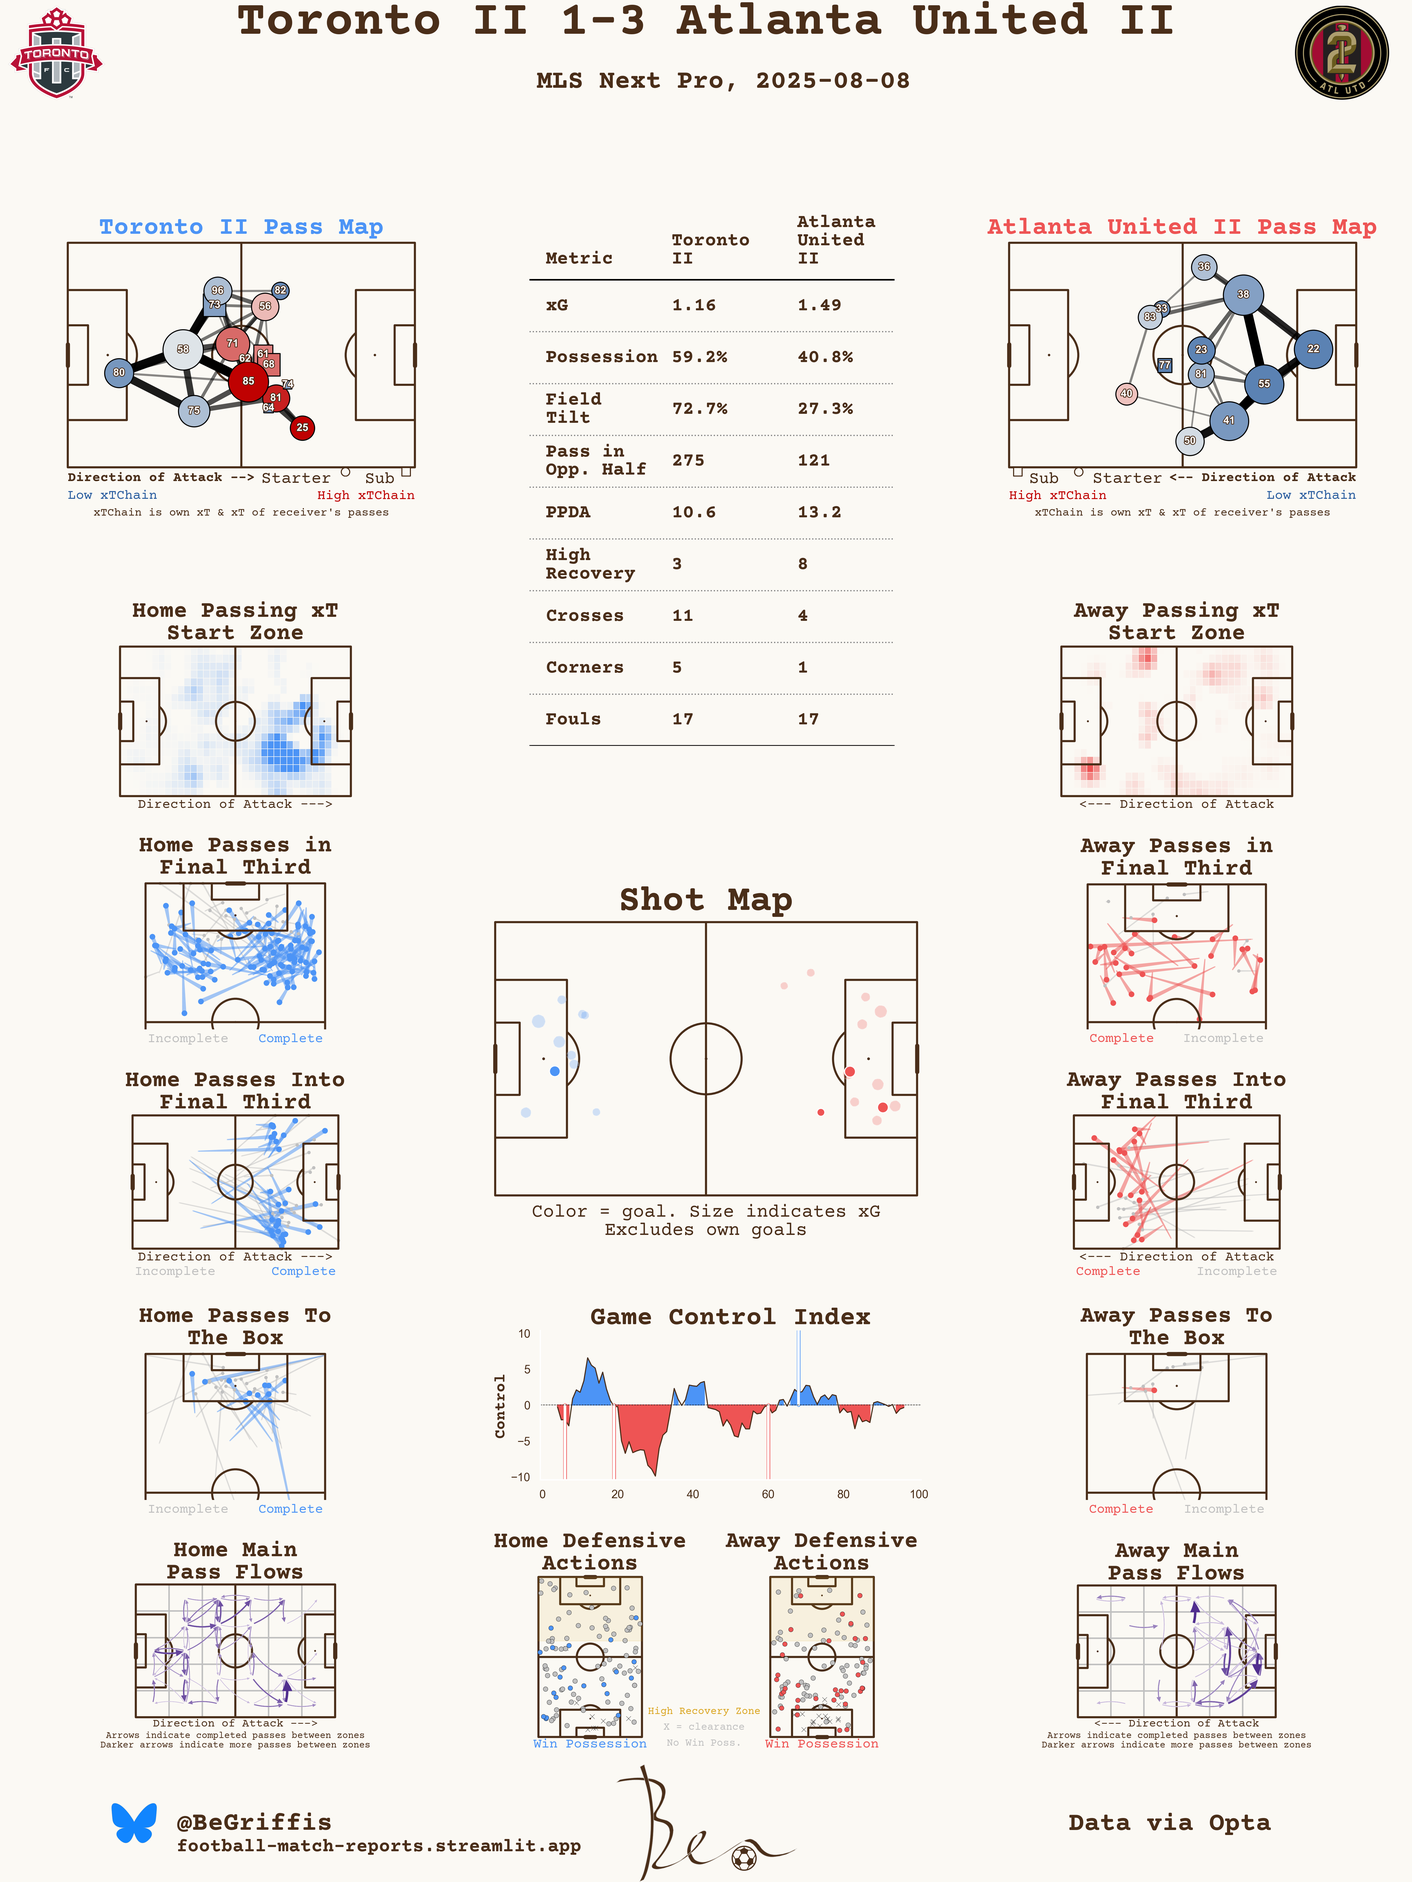 Toronto II 1-3 Atlanta United II
MLS Next Pro, 2025-08-08
TORONTO
F C
2
ATL UTD
Toronto II Pass Map
96
82
73
56
58
71
61
62
68
80
85
74
81
64
75
25
Direction of Attack --> Starter Sub
Low xTChain High xTChain
xTChain is own xT & xT of receiver's passes
Metric Toronto II Atlanta United II
xG 1.16 1.49
Possession 59.2% 40.8%
Field Tilt 72.7% 27.3%
Pass in Opp. Half 275 121
PPDA 10.6 13.2
High Recovery 3 8
Crosses 11 4
Corners 5 1
Fouls 17 17
Atlanta United II Pass Map
36
38
33
83
23
22
77
81
55
40
41
50
Sub Starter <-- Direction of Attack
High xTChain Low xTChain
xTChain is own xT & xT of receiver's passes
Home Passing xT
Start Zone
Direction of Attack --->
Away Passing xT
Start Zone
<--- Direction of Attack
Home Passes in
Final Third
Incomplete Complete
Away Passes in
Final Third
Complete Incomplete
Shot Map
Color = goal. Size indicates xG
Excludes own goals
Home Passes Into
Final Third
Direction of Attack --->
Incomplete Complete
Away Passes Into
Final Third
<--- Direction of Attack
Complete Incomplete
Home Passes To
The Box
Incomplete Complete
Game Control Index
Control
10
5
0
−5
−10
0 20 40 60 80 100
Away Passes To
The Box
Complete Incomplete
Home Main
Pass Flows
Direction of Attack --->
Arrows indicate completed passes between zones
Darker arrows indicate more passes between zones
Home Defensive
Actions
Win Possession
Away Defensive
Actions
Win Possession
High Recovery Zone
X = clearance
No Win Poss.
Away Main
Pass Flows
<--- Direction of Attack
Arrows indicate completed passes between zones
Darker arrows indicate more passes between zones
@BeGriffis
football-match-reports.streamlit.app
Ben
Data via Opta